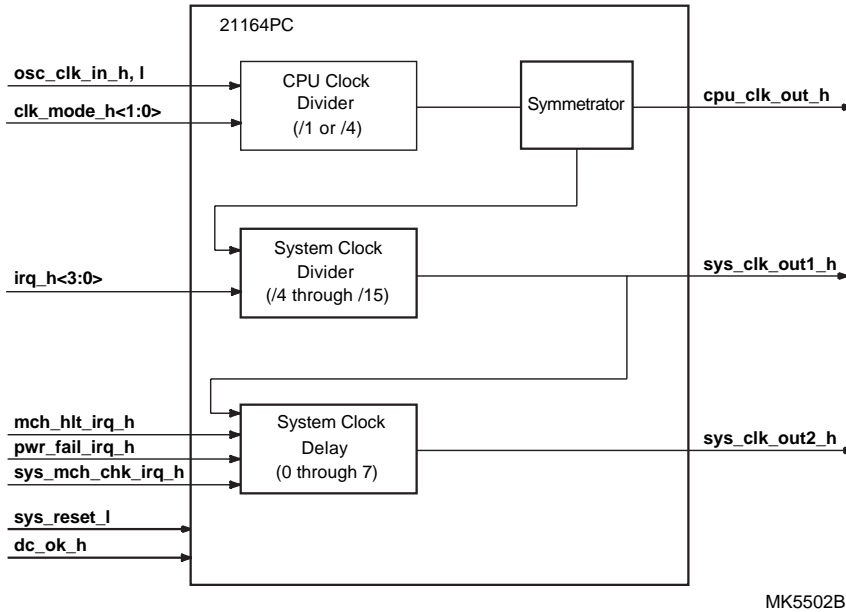 21164PC
osc_clk_in_h, l
clk_mode_h<1:0>
CPU Clock
Divider
(/1 or /4)
Symmetrator
cpu_clk_out_h
irq_h<3:0>
System Clock
Divider
(/4 through /15)
sys_clk_out1_h
mch_hlt_irq_h
pwr_fail_irq_h
sys_mch_chk_irq_h
System Clock
Delay
(0 through 7)
sys_clk_out2_h
sys_reset_l
dc_ok_h
MK5502B